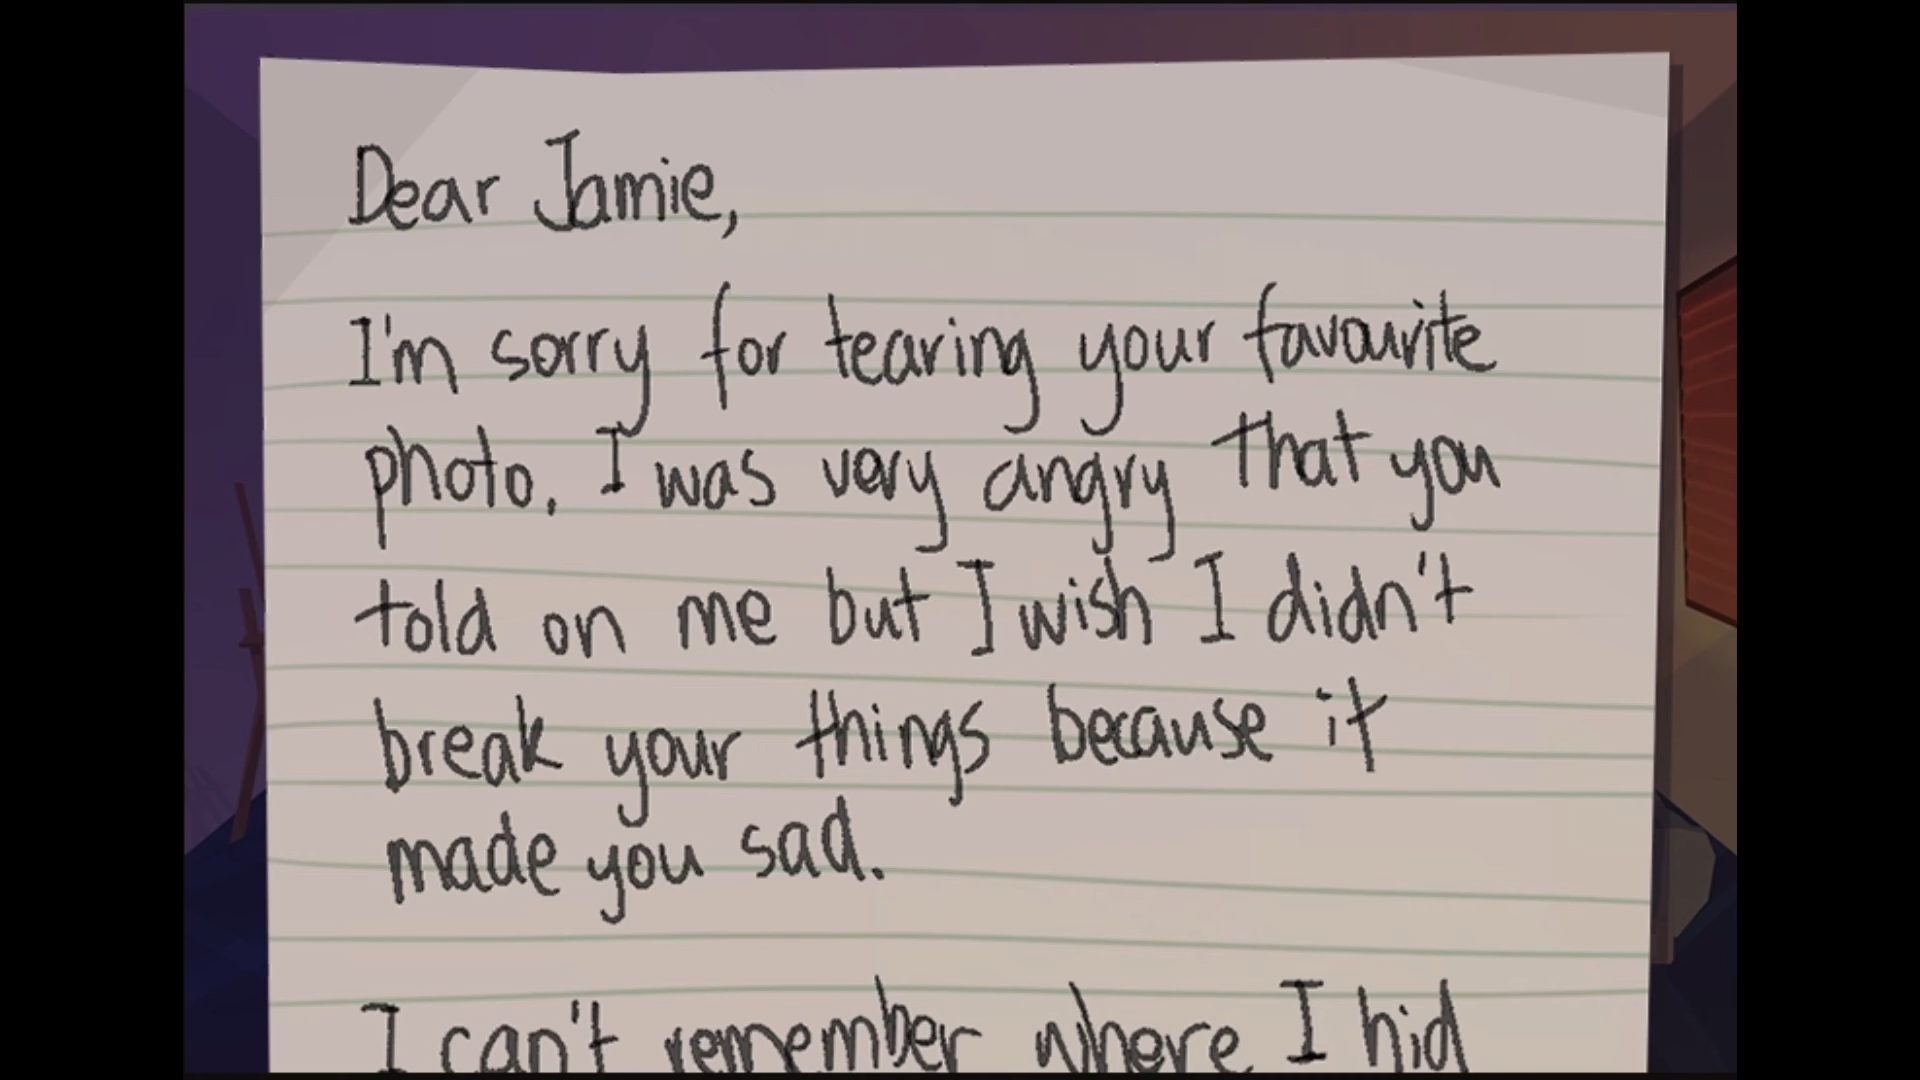 Dear Jamie,
I'm sorry for tearing your favourite
photo. I was very angry that you
told on me but I wish I didn't
break your things because it
made you sad.
I can't remember where I hid